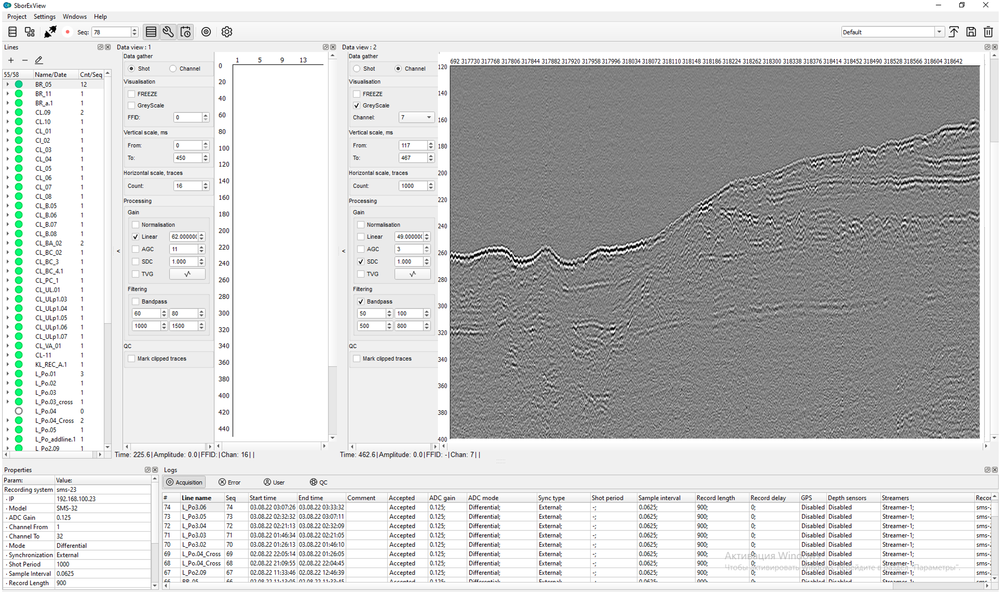 SborExView
Project Settings Windows Help
Seq: 78 Default
Lines
55/58 Name/Date Cnt/Seq
BR_05 12
BR_11 1
BR_a.1 1
CL.09 2
CL.10 1
CL_01 1
Cl_02 1
CL_03 1
CL_04 1
CL_05 1
CL_06 1
CL_07 1
CL_08 1
CL_B.05 1
CL_B.06 1
CL_B.07 1
CL_B.08 1
CL_BA_02 2
CL_BC_02 1
CL_BC_3 1
CL_BC_4.1 1
CL_PC_1 1
CL_UL.01 1
CL_ULp1.03 1
CL_ULp1.04 1
CL_ULp1.05 1
CL_ULp1.06 1
CL_ULp1.07 1
CL_VA_01 1
CL-11 1
KL_REC_A.1 1
L_Po.01 3
L_Po.02 1
L_Po.03 1
L_Po.03_cross 1
L_Po.04 0
L_Po.04_Cross 2
L_Po.05 1
L_Po_addline.1 1
L_Po2.09 1
Data view : 1
Data gather
Shot Channel
Visualisation
FREEZE
GreyScale
FFID: 0
Vertical scale, ms
From: 0
To: 450
Horizontal scale, traces
Count: 16
Processing
Gain
Normalisation
Linear 62.00000(
AGC 11
SDC 1.000
TVG
Filtering
Bandpass
60 80
1000 1500
QC
Mark clipped traces
<
1 5 9 13
0
20
40
60
80
100
120
140
160
180
200
220
240
260
280
300
320
340
360
380
400
420
440
Time: 225.6|Amplitude: 0.0|FFID: |Chan: 16||
Data view : 2
Data gather
Shot Channel
Visualisation
FREEZE
GreyScale
Channel: 7
Vertical scale, ms
From: 117
To: 467
Horizontal scale, traces
Count: 1000
Processing
Gain
Normalisation
Linear 49.00000(
AGC 3
SDC 1.000
TVG
Filtering
Bandpass
50 100
500 800
QC
Mark clipped traces
<
692 317730 317768 317806 317844 317882 317920 317958 317996 318034 318072 318110 318148 318186 318224 318262 318300 318338 318376 318414 318452 318490 318528 318566 318604 318642
120
140
160
180
200
220
240
260
280
300
320
340
360
380
400
Time: 462.6|Amplitude: 0.0|FFID: -|Chan: 7||
Properties
Param: Value:
Recording system sms-23
· IP 192.168.100.23
· Model SMS-32
· ADC Gain 0.125
· Channel From 1
· Channel To 32
· Mode Differential
· Synchronization External
· Shot Period 1000
· Sample Interval 0.0625
· Record Length 900
Logs
Acquisition Error User QC
# Line name Seq Start time End time Comment Accepted ADC gain ADC mode Sync type Shot period Sample interval Record length Record delay GPS Depth sensors Streamers Recor
74 L_Po3.06 74 03.08.22 03:07:26 03.08.22 03:33:32 Accepted 0.125; Differential; External; -; 0.0625; 900; 0; Disabled Disabled Streamer-1; sms-2
73 L_Po3.05 73 03.08.22 02:32:32 03.08.22 03:07:11 Accepted 0.125; Differential; External; -; 0.0625; 900; 0; Disabled Disabled Streamer-1; sms-2
72 L_Po3.04 72 03.08.22 02:21:13 03.08.22 02:32:09 Accepted 0.125; Differential; External; -; 0.0625; 900; 0; Disabled Disabled Streamer-1; sms-2
71 L_Po3.03 71 03.08.22 01:46:34 03.08.22 02:21:05 Accepted 0.125; Differential; External; -; 0.0625; 900; 0; Disabled Disabled Streamer-1; sms-2
70 L_Po3.02 70 03.08.22 01:26:13 03.08.22 01:46:10 Accepted 0.125; Differential; External; -; 0.0625; 900; 0; Disabled Disabled Streamer-1; sms-2
69 L_Po.04_Cross 69 02.08.22 22:05:14 03.08.22 01:26:05 Accepted 0.125; Differential; External; -; 0.0625; 900; 0; Disabled Disabled Streamer-1; sms-2
68 L_Po.04_Cross 68 02.08.22 21:09:55 02.08.22 22:04:45 Accepted 0.125; Differential; External; -; 0.0625; 900; 0; Disabled Disabled Streamer-1; sms-2
67 L_Po2.09 67 02.08.22 11:33:46 02.08.22 12:46:39 Accepted 0.125; Differential; External; -; 0.0625; 900; 0; Disabled Disabled Streamer-1; sms-2
66 BR_05 66 02.08.22 11:13:05 02.08.22 11:33:45 Accepted 0.125; Differential; External; -; 0.0625; 900; 0; Disabled Disabled Streamer-1; sms-2
Активация Windows
Чтобы активировать Windows, перейдите в раздел "Параметры".